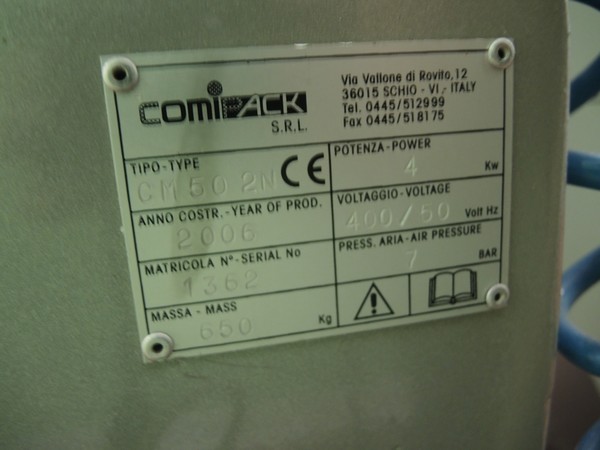 COMIPACK
S.R.L.
Via Vallone di Rovito,12
36015 SCHIO - VI.- ITALY
Tel. 0445/512999
Fax 0445/518175
TIPO-TYPE
CM 50 2N
CE
POTENZA-POWER
4 Kw
ANNO COSTR.-YEAR OF PROD.
2006
VOLTAGGIO-VOLTAGE
400/50 Volt Hz
MATRICOLA N°-SERIAL No
1362
PRESS. ARIA-AIR PRESSURE
7 BAR
MASSA - MASS
650 Kg